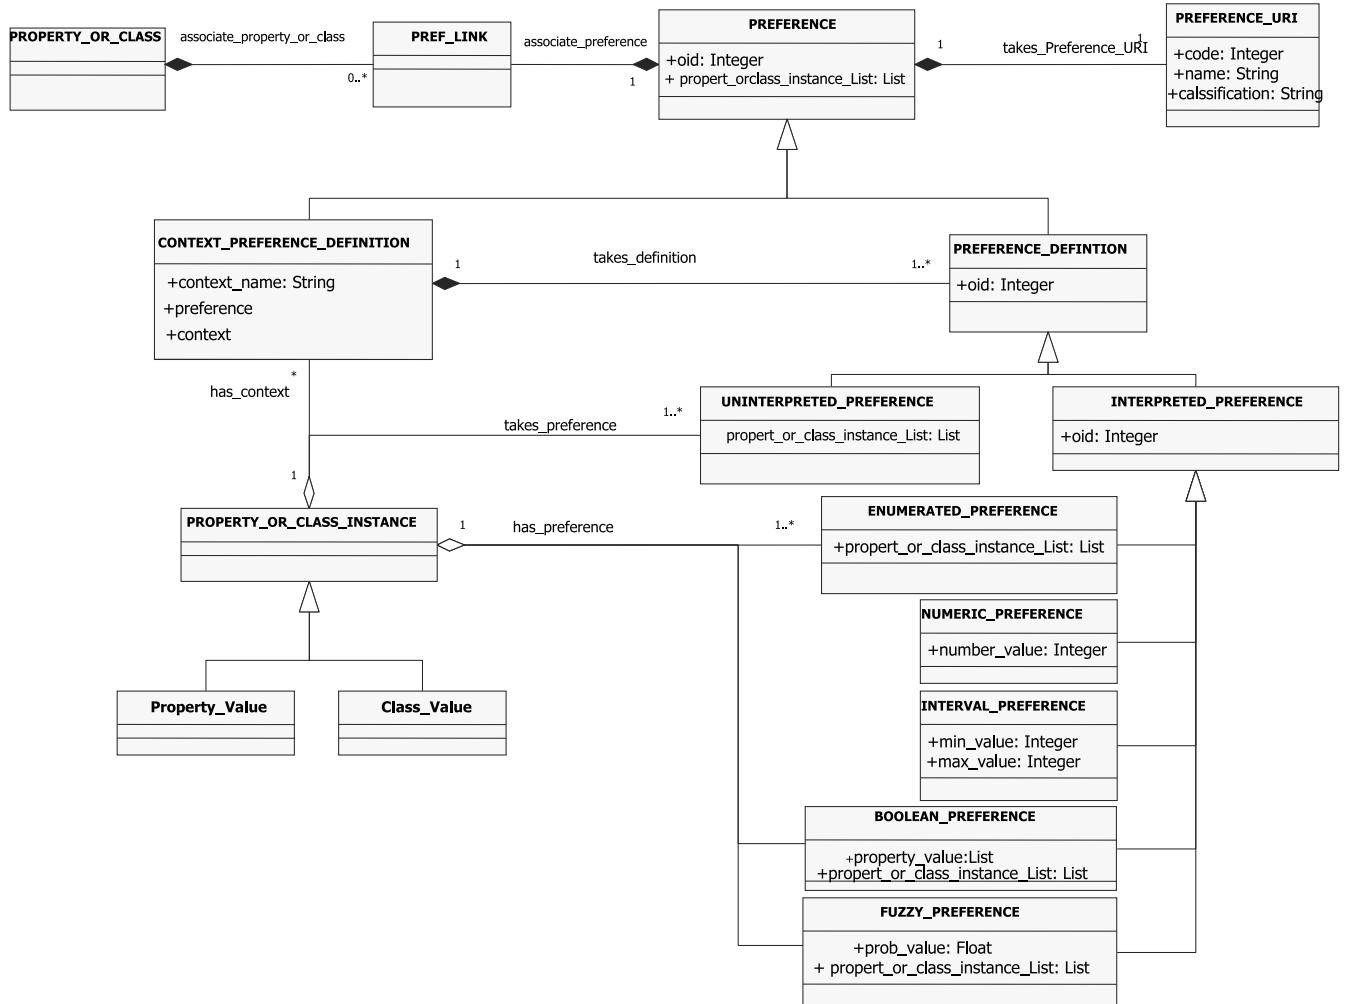 PROPERTY_OR_CLASS
associate_property_or_class
0..*
PREF_LINK
associate_preference
1
PREFERENCE
+oid: Integer
+ propert_orclass_instance_List: List
1
takes_Preference_URI
1
PREFERENCE_URI
+code: Integer
+name: String
+calssification: String
CONTEXT_PREFERENCE_DEFINITION
+context_name: String
+preference
+context
1
takes_definition
1..*
PREFERENCE_DEFINTION
+oid: Integer
*
has_context
takes_preference
1..*
UNINTERPRETED_PREFERENCE
propert_or_class_instance_List: List
INTERPRETED_PREFERENCE
+oid: Integer
1
PROPERTY_OR_CLASS_INSTANCE
1
has_preference
1..*
ENUMERATED_PREFERENCE
+propert_or_class_instance_List: List
NUMERIC_PREFERENCE
+number_value: Integer
Property_Value
Class_Value
INTERVAL_PREFERENCE
+min_value: Integer
+max_value: Integer
BOOLEAN_PREFERENCE
+property_value:List
+propert_or_class_instance_List: List
FUZZY_PREFERENCE
+prob_value: Float
+ propert_or_class_instance_List: List